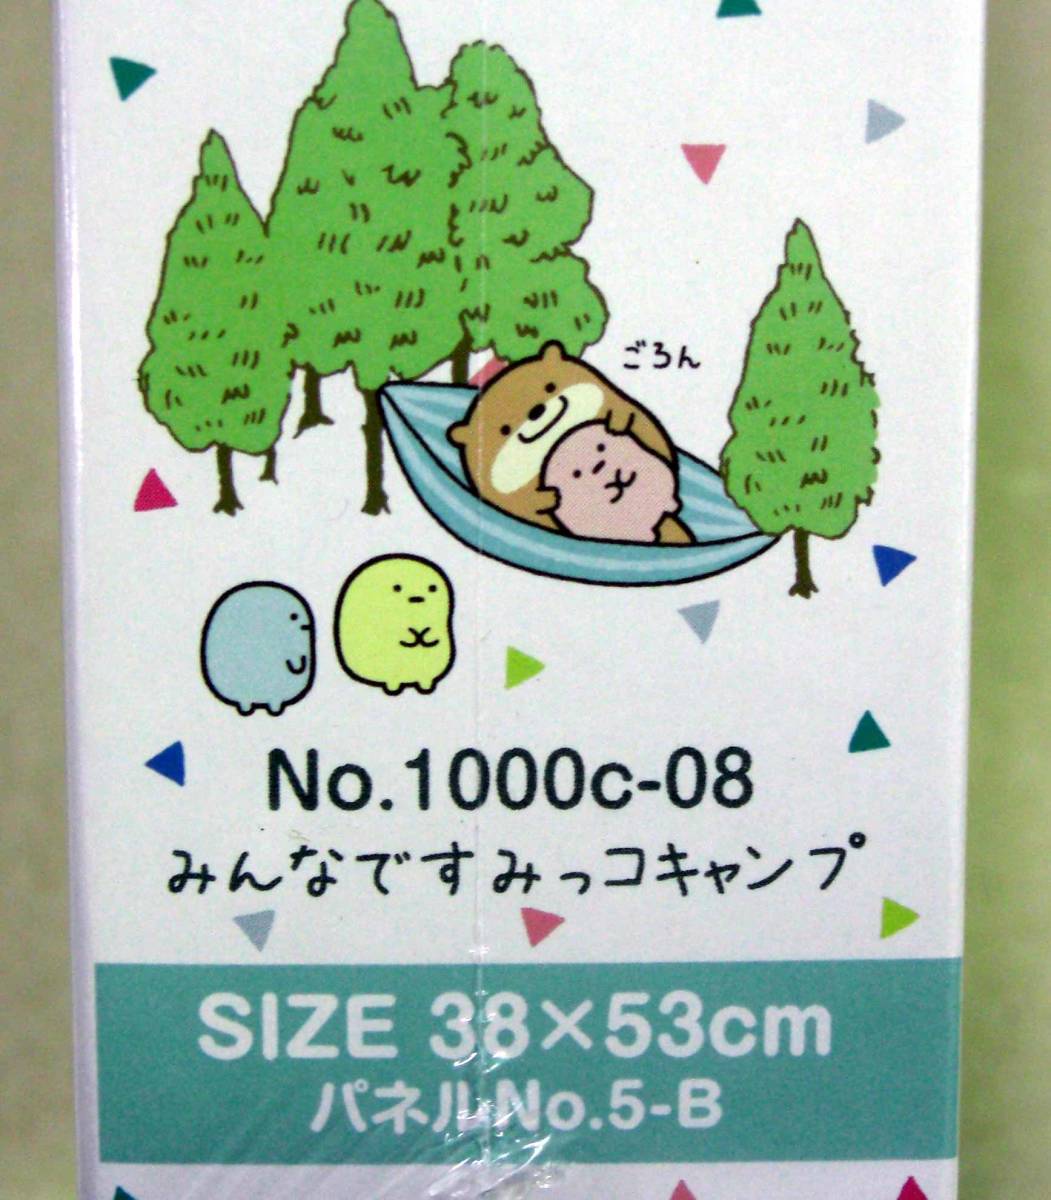 ごろん
No.1000c-08
みんなですみっコキャンプ
SIZE 38×53cm
パネルNo.5-B